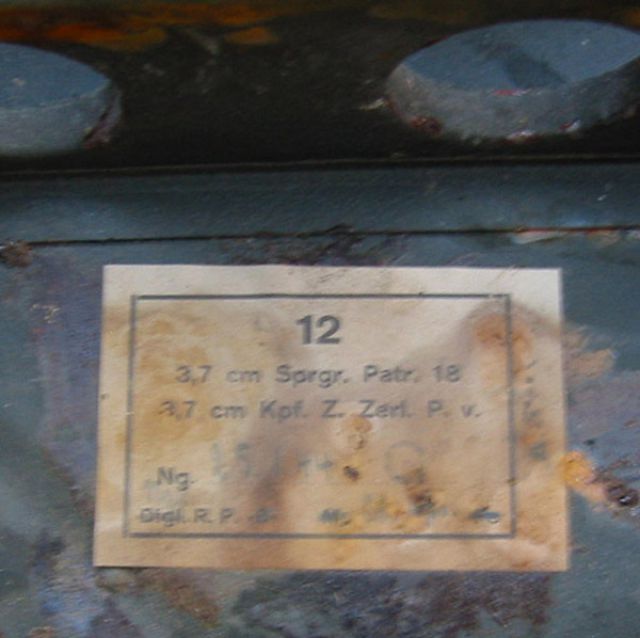 12
3,7 cm Sprgr. Patr. 18
3,7 cm Kpf. Z. Zerl. P. v.
Ng.
Digl. R. P.